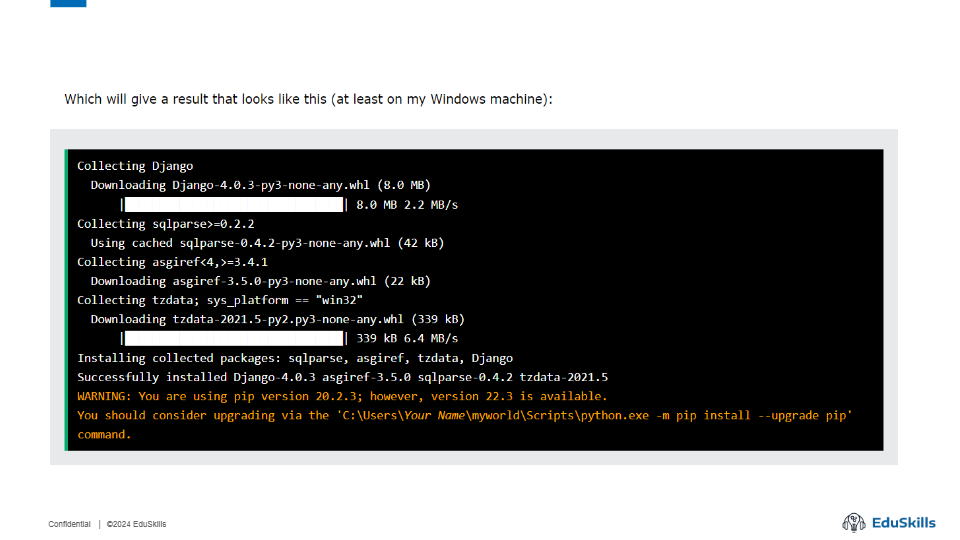 Which will give a result that looks like this (at least on my Windows machine):
Collecting Django
Downloading Django-4.0.3-py3-none-any.whl (8.0 MB)
| | 8.0 MB 2.2 MB/s
Collecting sqlparse>=0.2.2
Using cached sqlparse-0.4.2-py3-none-any.whl (42 kB)
Collecting asgiref<4,>=3.4.1
Downloading asgiref-3.5.0-py3-none-any.whl (22 kB)
Collecting tzdata; sys_platform == "win32"
Downloading tzdata-2021.5-py2.py3-none-any.whl (339 kB)
| | 339 kB 6.4 MB/s
Installing collected packages: sqlparse, asgiref, tzdata, Django
Successfully installed Django-4.0.3 asgiref-3.5.0 sqlparse-0.4.2 tzdata-2021.5
WARNING: You are using pip version 20.2.3; however, version 22.3 is available.
You should consider upgrading via the 'C:\Users\Your Name\myworld\Scripts\python.exe -m pip install --upgrade pip'
command.
Confidential | ©2024 EduSkills
EduSkills